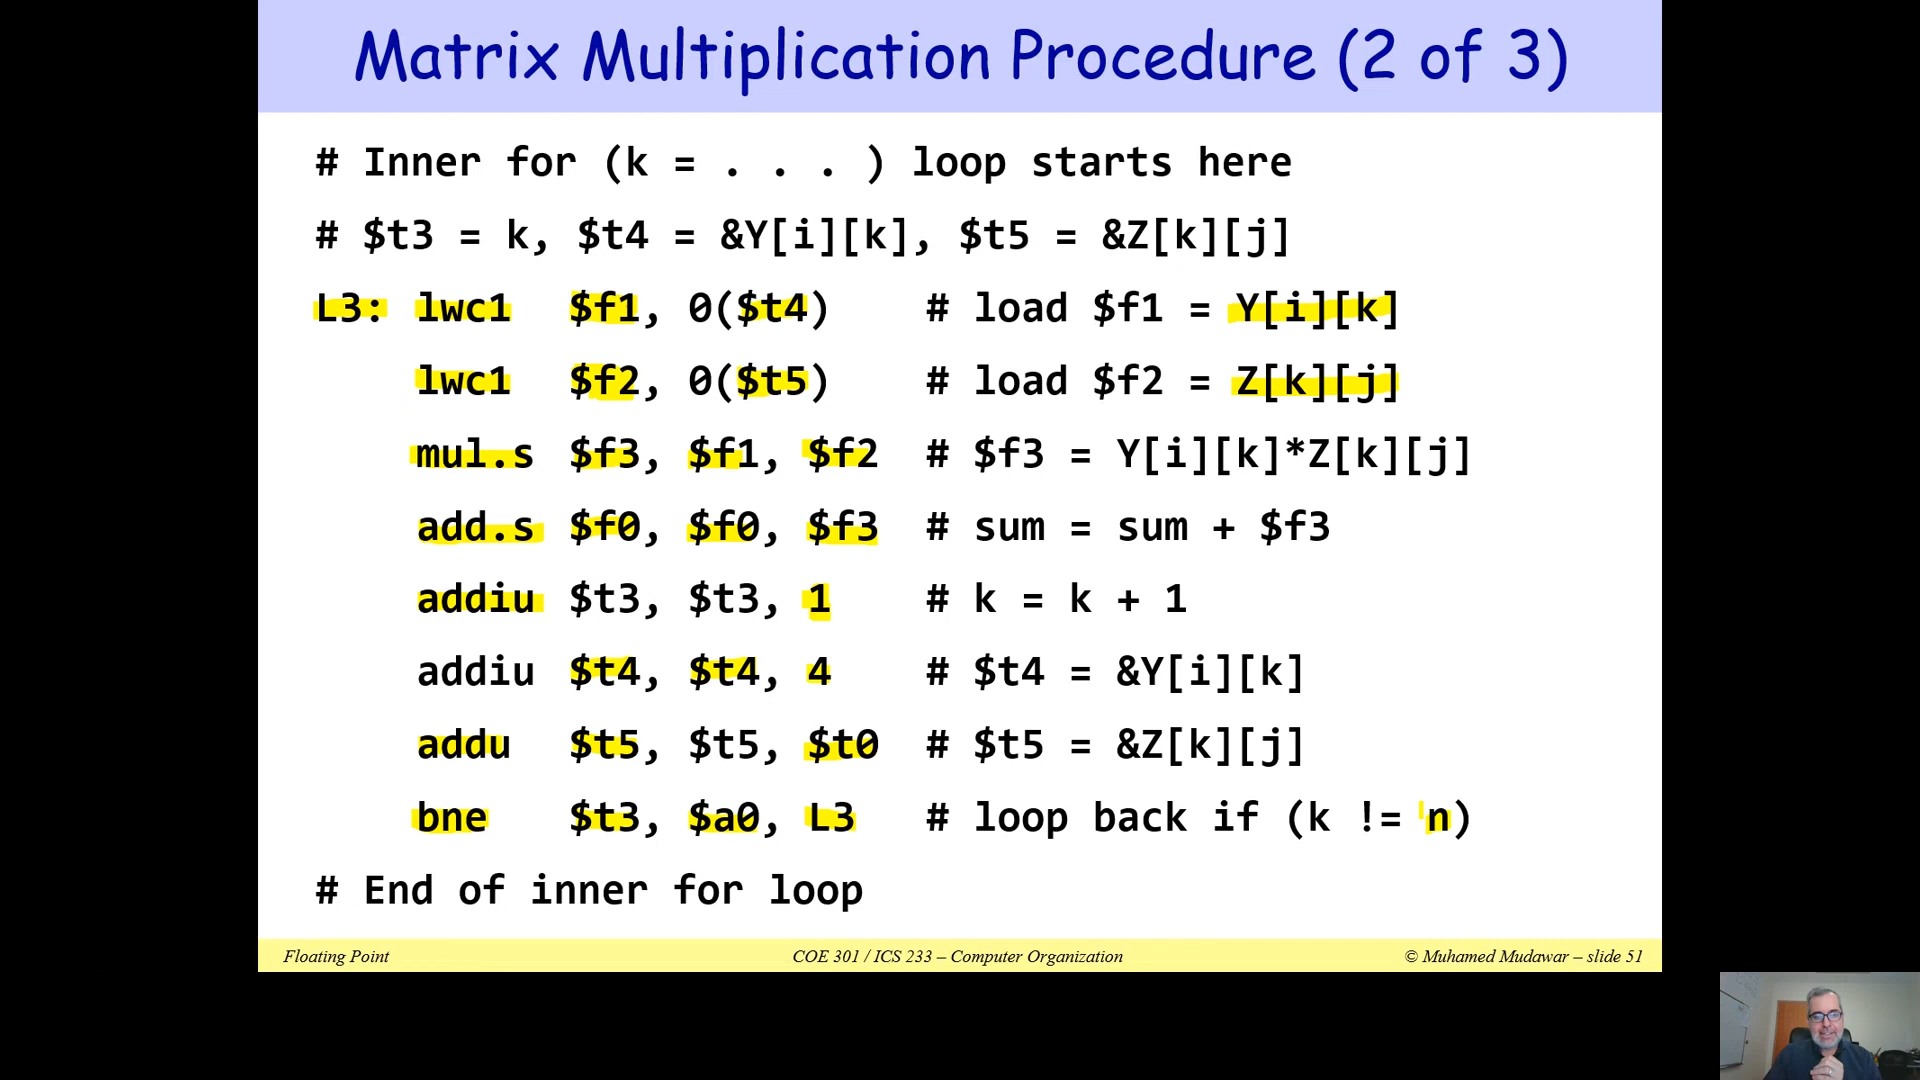 Matrix Multiplication Procedure (2 of 3)
# Inner for (k = . . . ) loop starts here
# $t3 = k, $t4 = &Y[i][k], $t5 = &Z[k][j]
L3: lwc1 $f1, 0($t4) # load $f1 = Y[i][k]
lwc1 $f2, 0($t5) # load $f2 = Z[k][j]
mul.s $f3, $f1, $f2 # $f3 = Y[i][k]*Z[k][j]
add.s $f0, $f0, $f3 # sum = sum + $f3
addiu $t3, $t3, 1 # k = k + 1
addiu $t4, $t4, 4 # $t4 = &Y[i][k]
addu $t5, $t5, $t0 # $t5 = &Z[k][j]
bne $t3, $a0, L3 # loop back if (k != n)
# End of inner for loop
Floating Point COE 301 / ICS 233 – Computer Organization © Muhamed Mudawar – slide 51